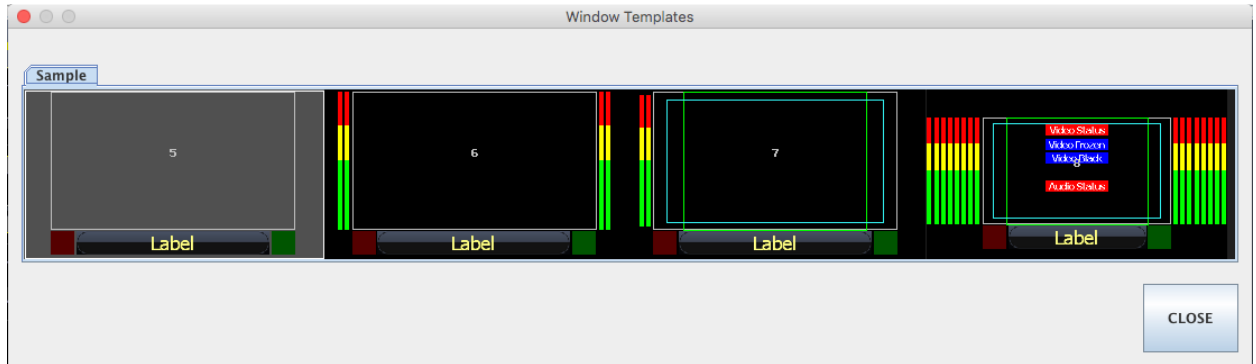 Window Templates
Sample
5
6
7
Video Status
Video Frozen
Video Black
8
Audio Status
Label
Label
Label
Label
CLOSE